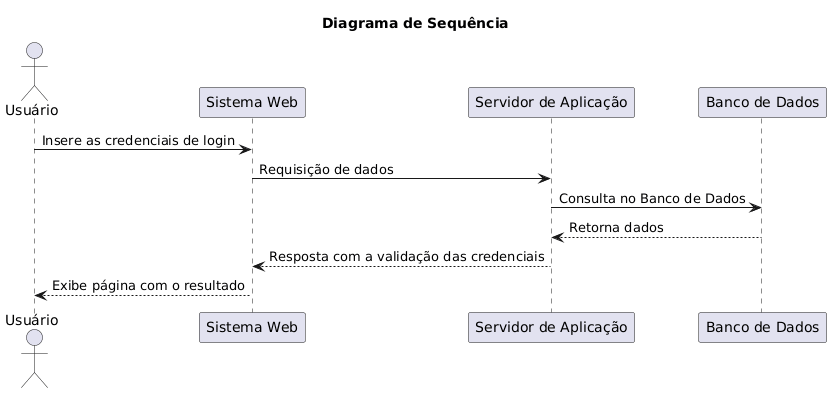 Diagrama de Sequência
Usuário
Sistema Web
Servidor de Aplicação
Banco de Dados
Insere as credenciais de login
Requisição de dados
Consulta no Banco de Dados
Retorna dados
Resposta com a validação das credenciais
Exibe página com o resultado
Usuário
Sistema Web
Servidor de Aplicação
Banco de Dados